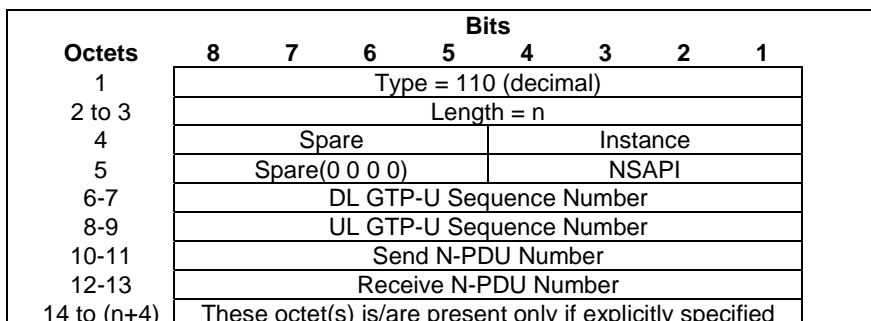 Bits
Octets 8 7 6 5 4 3 2 1
1 Type = 110 (decimal)
2 to 3 Length = n
4 Spare Instance
5 Spare(0 0 0 0) NSAPI
6-7 DL GTP-U Sequence Number
8-9 UL GTP-U Sequence Number
10-11 Send N-PDU Number
12-13 Receive N-PDU Number
14 to (n+4) These octet(s) is/are present only if explicitly specified